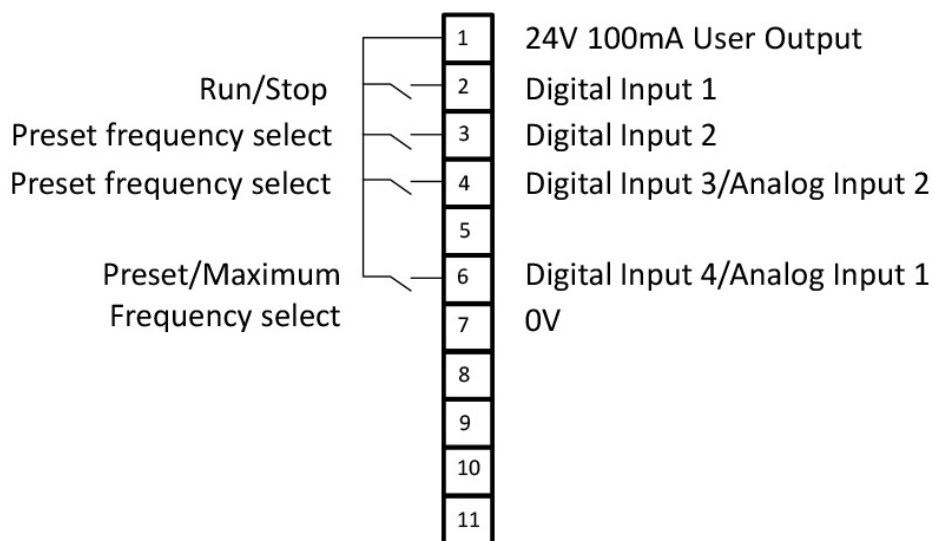 1 24V 100mA User Output
Run/Stop 2 Digital Input 1
Preset frequency select 3 Digital Input 2
Preset frequency select 4 Digital Input 3/Analog Input 2
5
Preset/Maximum 6 Digital Input 4/Analog Input 1
Frequency select 7 0V
8
9
10
11